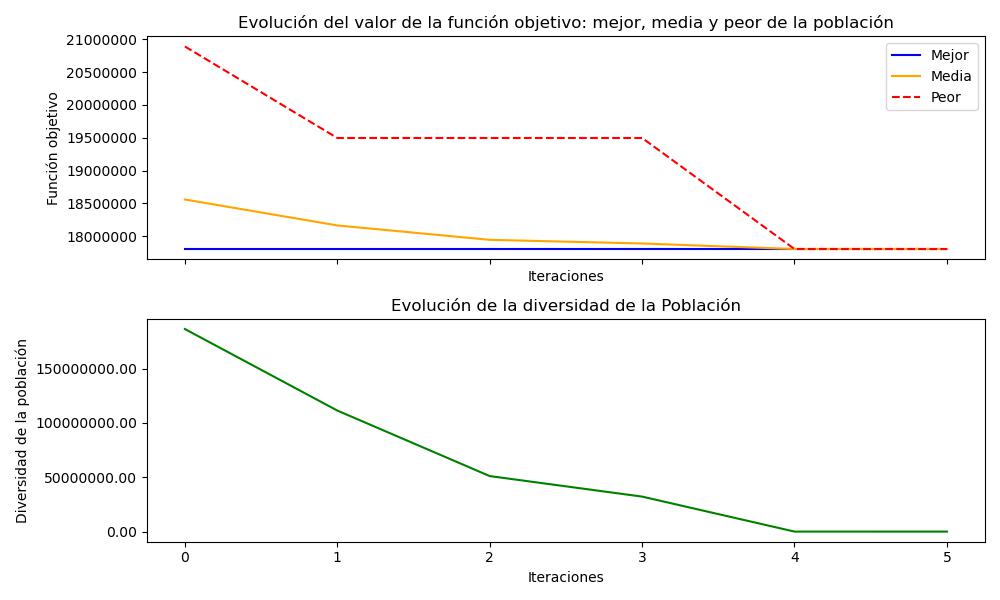 Evolución del valor de la función objetivo: mejor, media y peor de la población
21000000
20500000
20000000
19500000
19000000
18500000
18000000
Función objetivo
Mejor
Media
Peor
Iteraciones
Evolución de la diversidad de la Población
150000000.00
100000000.00
50000000.00
0.00
Diversidad de la población
0 1 2 3 4 5
Iteraciones